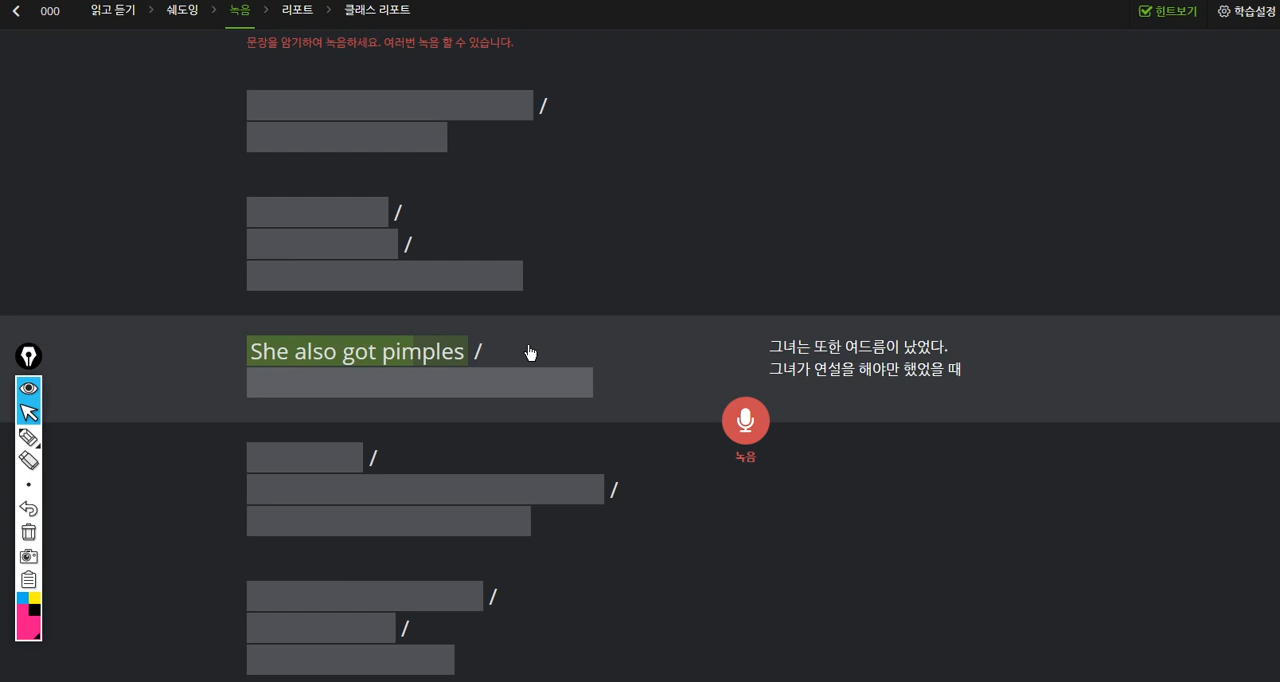 000 읽고 듣기 > 쉐도잉 > 녹음 > 리포트 > 클래스 리포트 힌트보기 학습설정
문장을 암기하여 녹음하세요. 여러번 녹음 할 수 있습니다.
/
/
/
She also got pimples /
그녀는 또한 여드름이 났었다.
그녀가 연설을 해야만 했었을 때
녹음
/
/
/
/